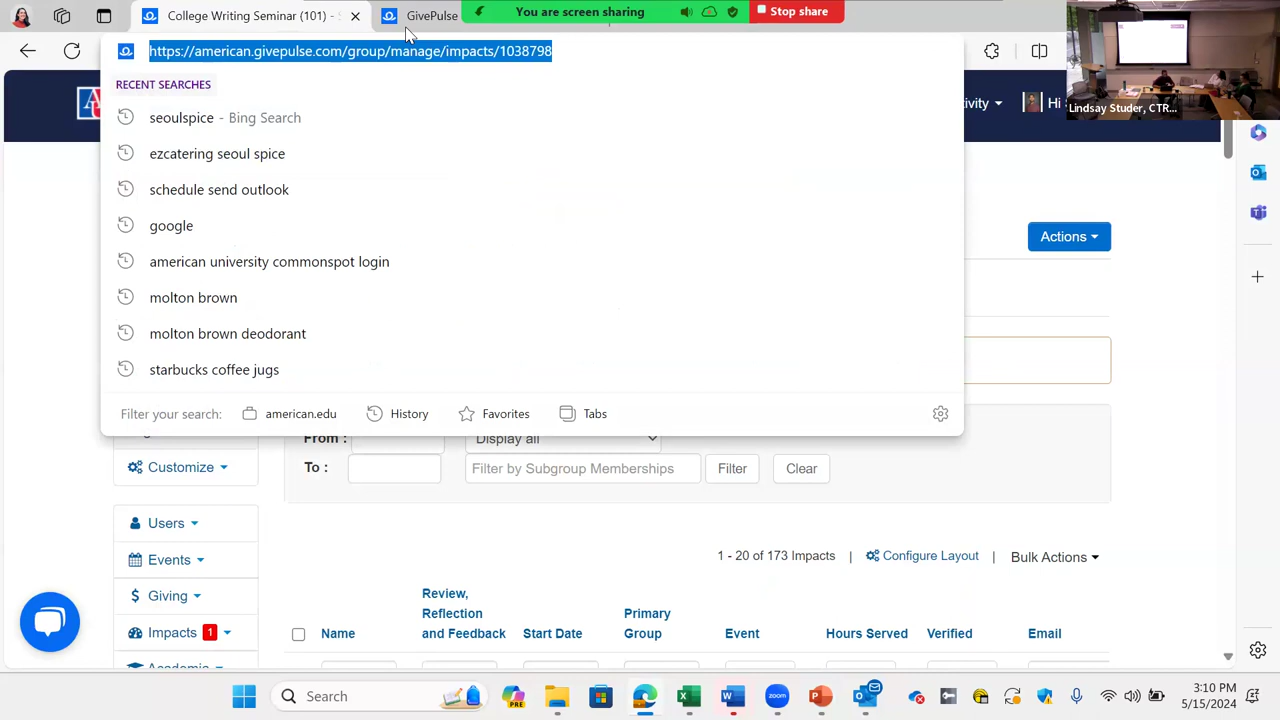 College Writing Seminar (101) -
GivePulse
You are screen sharing
Stop share
https://american.givepulse.com/group/manage/impacts/1038798
RECENT SEARCHES
seoulspice - Bing Search
ezcatering seoul spice
schedule send outlook
google
american university commonspot login
molton brown
molton brown deodorant
starbucks coffee jugs
Filter your search:
american.edu
History
Favorites
Tabs
tivity
Hi
Lindsay Studer, CTR...
Actions
From :
Display all
To :
Filter by Subgroup Memberships
Filter
Clear
Customize
Users
Events
$ Giving
Impacts 1
Academia
1 - 20 of 173 Impacts | Configure Layout | Bulk Actions
Name
Review,
Reflection
and Feedback
Start Date
Primary
Group
Event
Hours Served
Verified
Email
Search
PRE
3:10 PM
5/15/2024